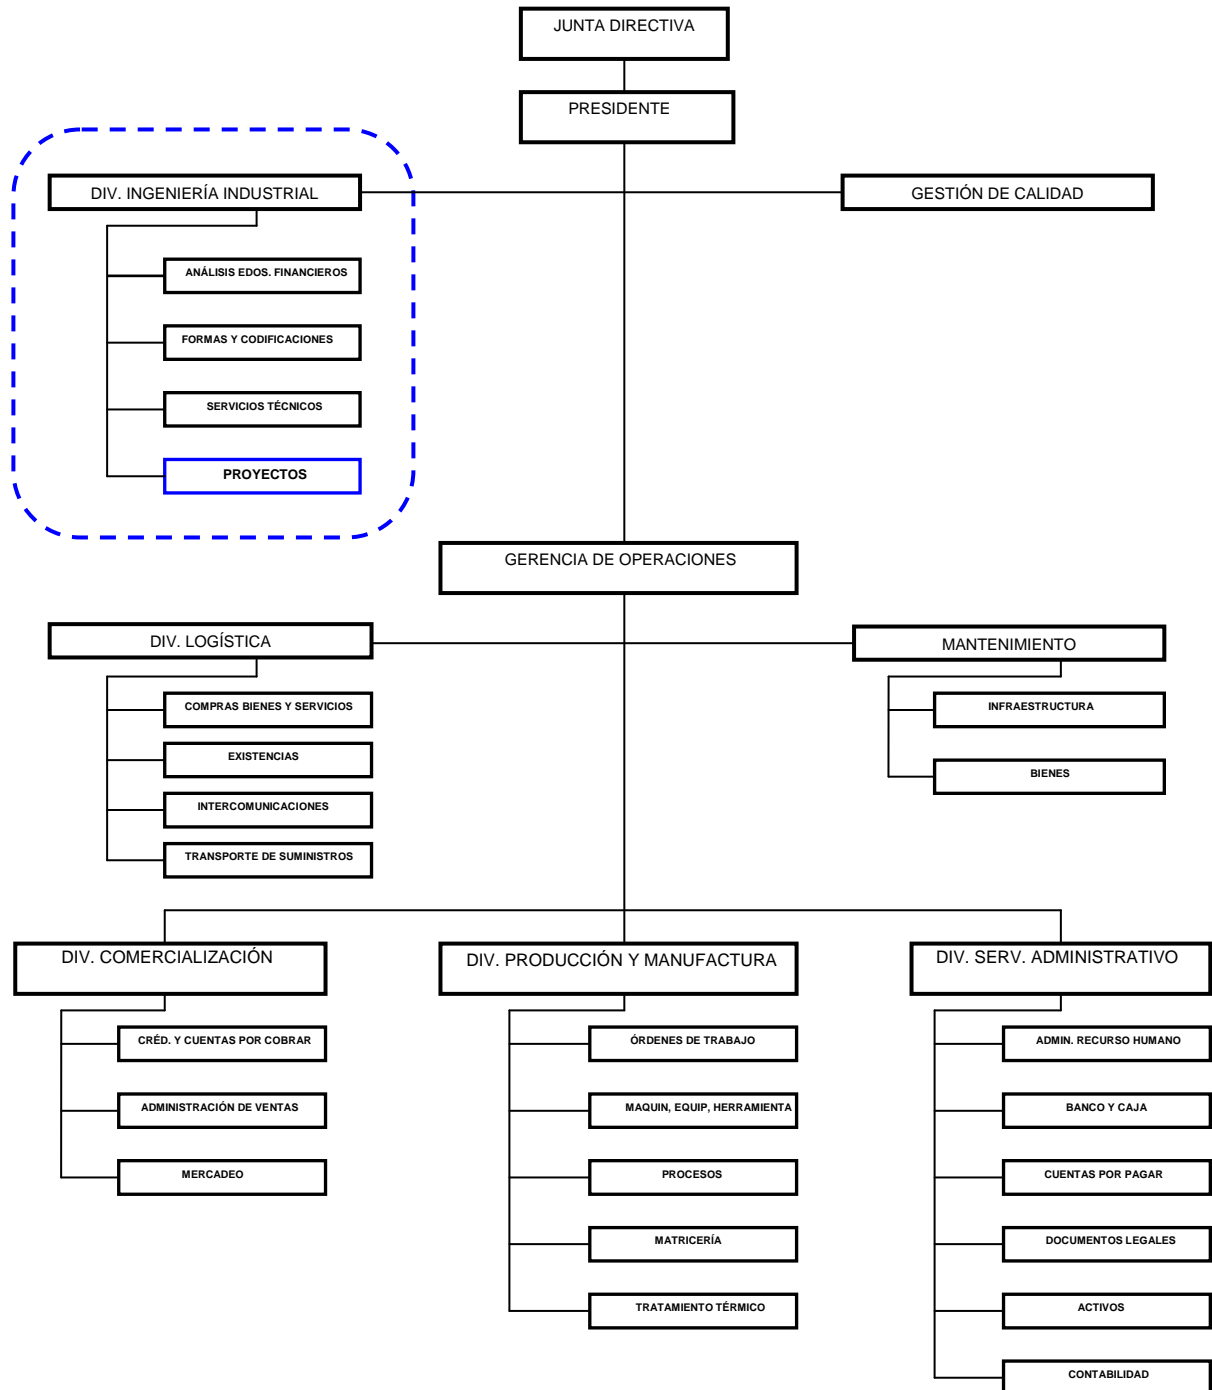 JUNTA DIRECTIVA
PRESIDENTE
DIV. INGENIERÍA INDUSTRIAL
GESTIÓN DE CALIDAD
ANÁLISIS EDOS. FINANCIEROS
FORMAS Y CODIFICACIONES
SERVICIOS TÉCNICOS
PROYECTOS
GERENCIA DE OPERACIONES
DIV. LOGÍSTICA
MANTENIMIENTO
COMPRAS BIENES Y SERVICIOS
EXISTENCIAS
INTERCOMUNICACIONES
TRANSPORTE DE SUMINISTROS
INFRAESTRUCTURA
BIENES
DIV. COMERCIALIZACIÓN
CRÉD. Y CUENTAS POR COBRAR
ADMINISTRACIÓN DE VENTAS
MERCADEO
DIV. PRODUCCIÓN Y MANUFACTURA
ÓRDENES DE TRABAJO
MAQUIN, EQUIP, HERRAMIENTA
PROCESOS
MATRICERÍA
TRATAMIENTO TÉRMICO
DIV. SERV. ADMINISTRATIVO
ADMIN. RECURSO HUMANO
BANCO Y CAJA
CUENTAS POR PAGAR
DOCUMENTOS LEGALES
ACTIVOS
CONTABILIDAD